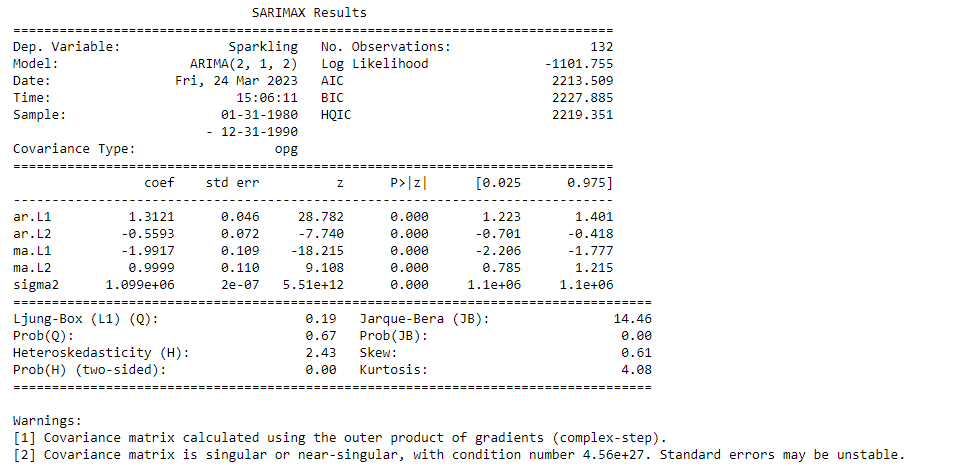 SARIMAX Results
==============================================================================
Dep. Variable: Sparkling No. Observations: 132
Model: ARIMA(2, 1, 2) Log Likelihood -1101.755
Date: Fri, 24 Mar 2023 AIC 2213.509
Time: 15:06:11 BIC 2227.885
Sample: 01-31-1980 HQIC 2219.351
- 12-31-1990
Covariance Type: opg
==============================================================================
coef std err z P>|z| [0.025 0.975]
------------------------------------------------------------------------------
ar.L1 1.3121 0.046 28.782 0.000 1.223 1.401
ar.L2 -0.5593 0.072 -7.740 0.000 -0.701 -0.418
ma.L1 -1.9917 0.109 -18.215 0.000 -2.206 -1.777
ma.L2 0.9999 0.110 9.108 0.000 0.785 1.215
sigma2 1.099e+06 2e-07 5.51e+12 0.000 1.1e+06 1.1e+06
===================================================================================
Ljung-Box (L1) (Q): 0.19 Jarque-Bera (JB): 14.46
Prob(Q): 0.67 Prob(JB): 0.00
Heteroskedasticity (H): 2.43 Skew: 0.61
Prob(H) (two-sided): 0.00 Kurtosis: 4.08
===================================================================================
Warnings:
[1] Covariance matrix calculated using the outer product of gradients (complex-step).
[2] Covariance matrix is singular or near-singular, with condition number 4.56e+27. Standard errors may be unstable.